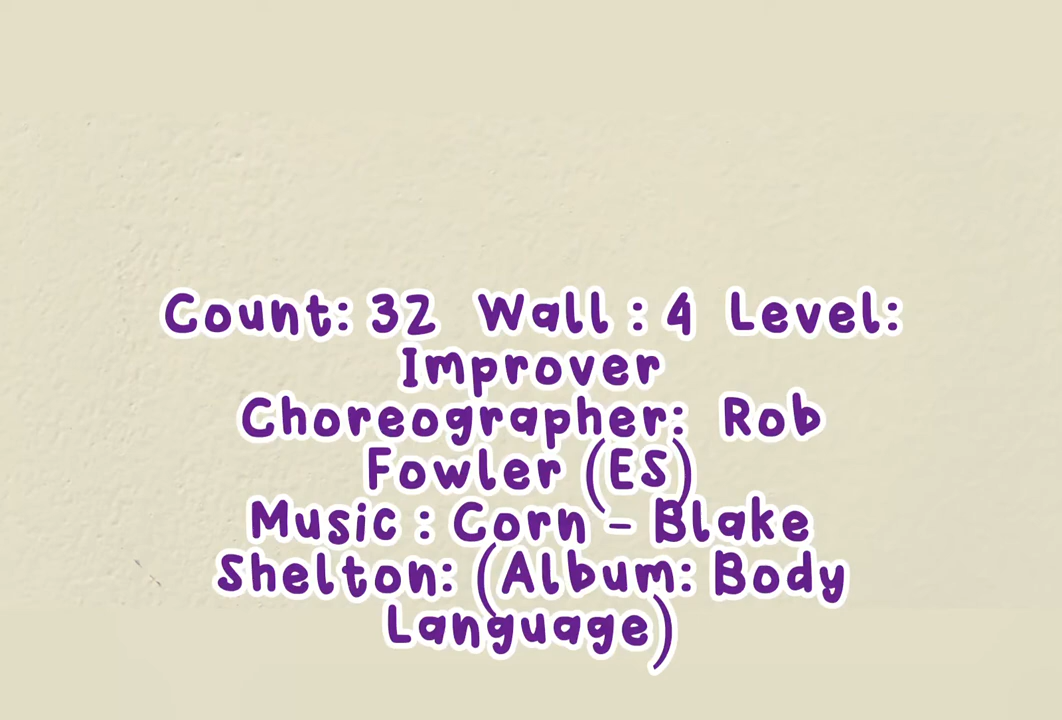 Count: 32 Wall : 4 Level:
Improver
Choreographer: Rob
Fowler (ES)
Music : Corn - Blake
Shelton: (Album: Body
Language)